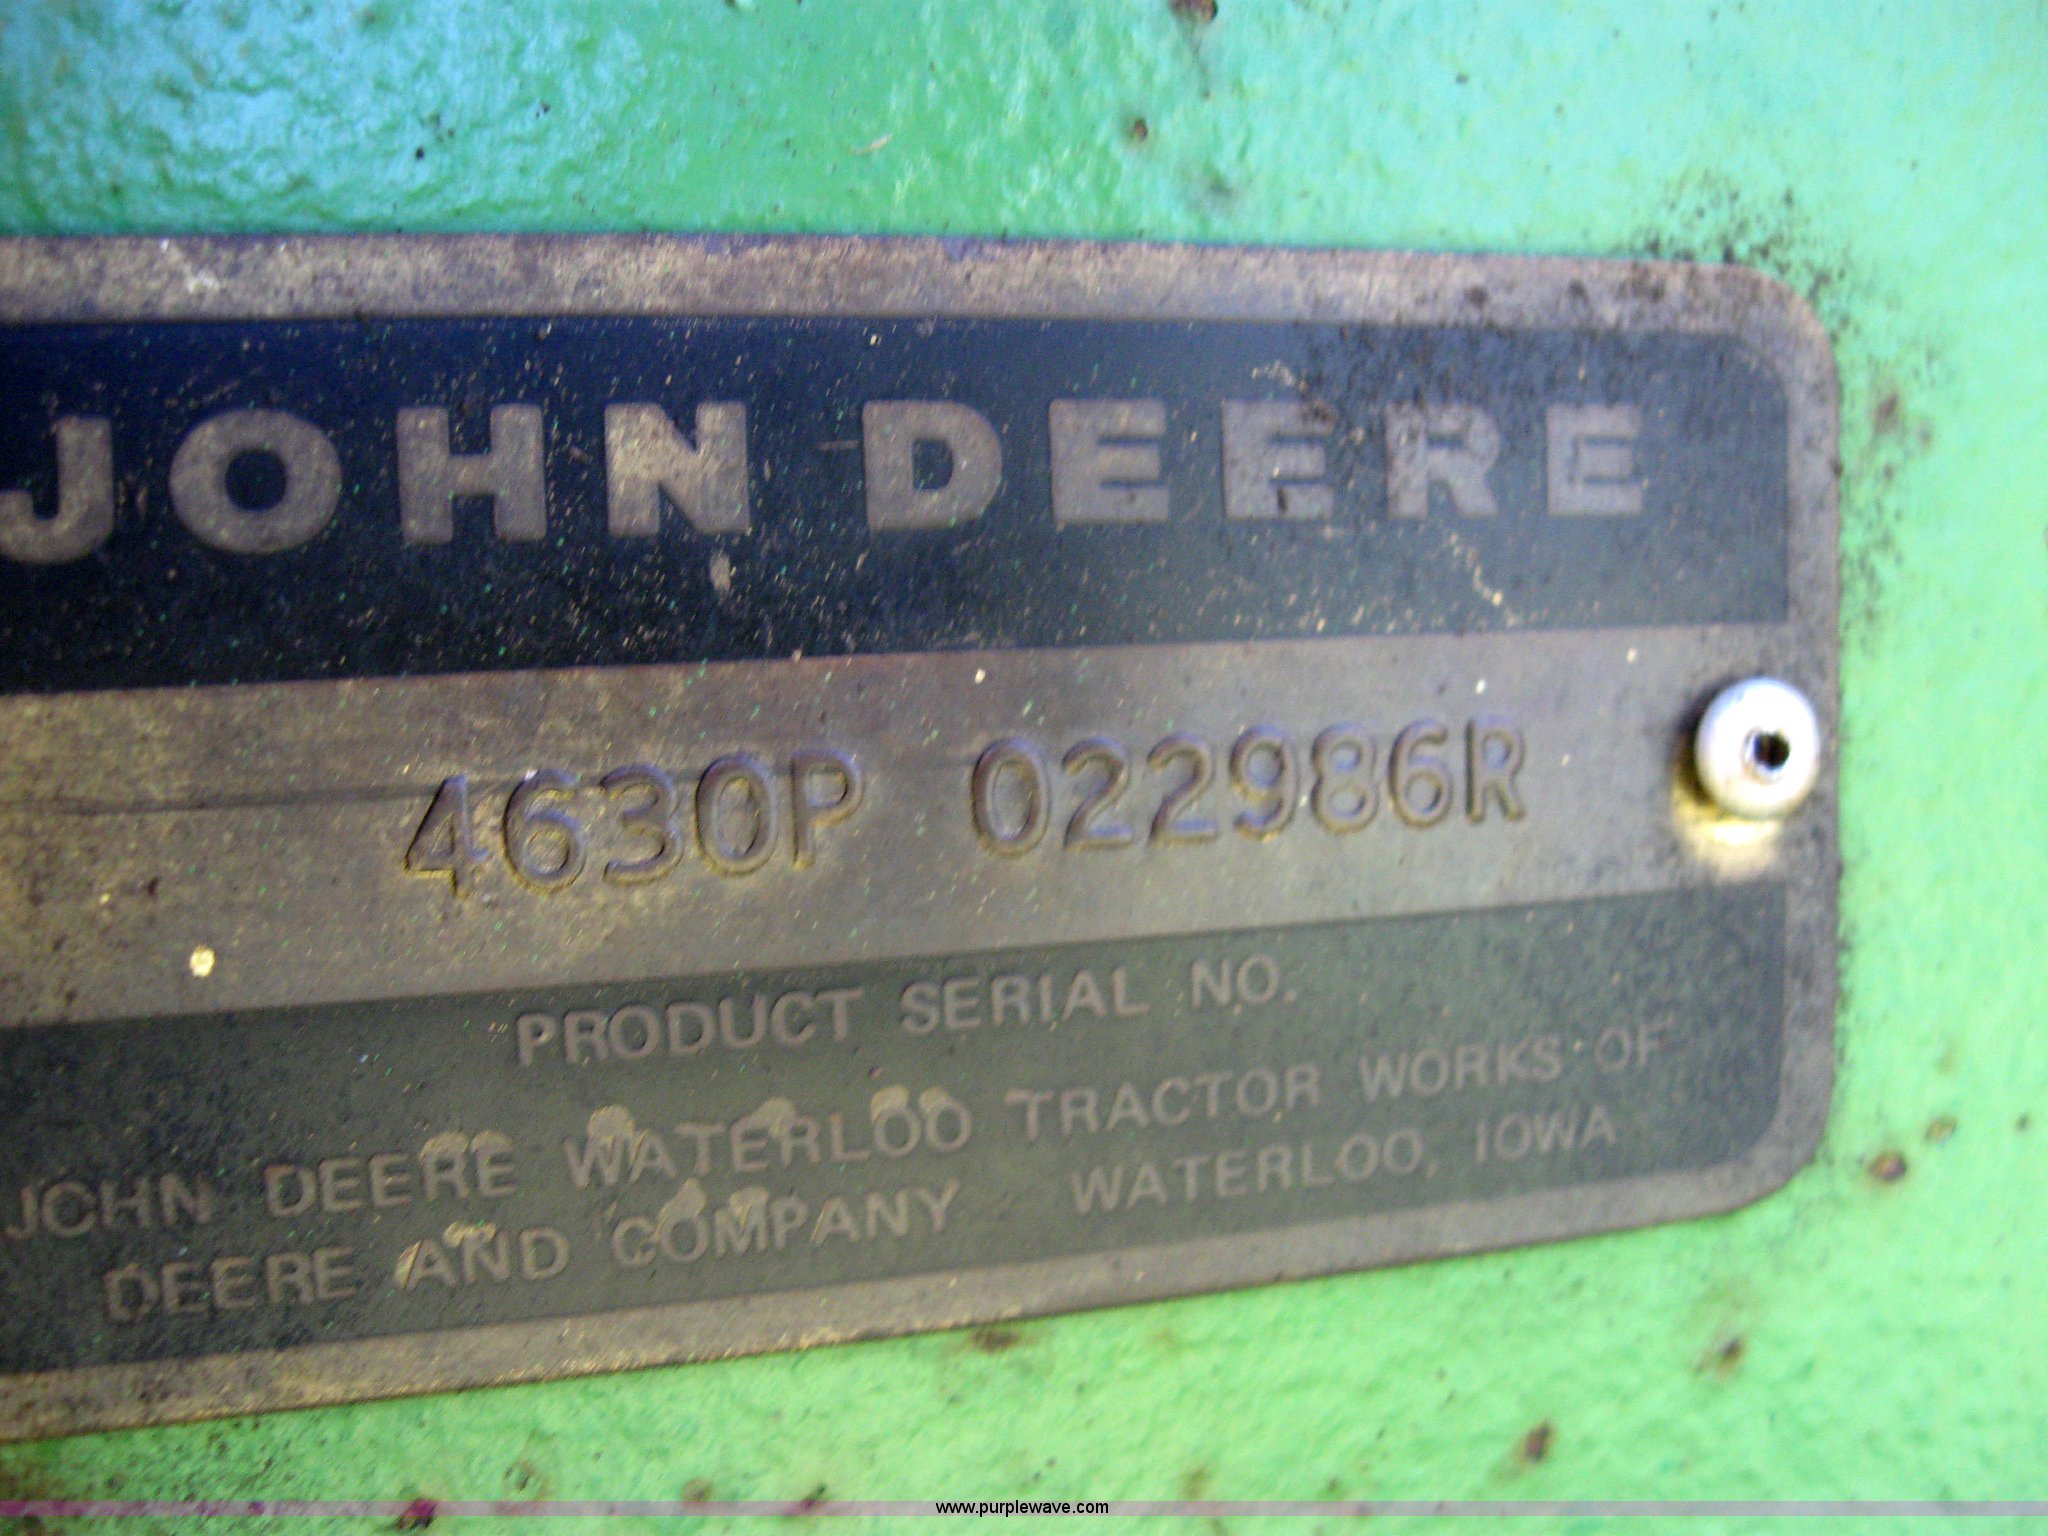 JOHN DEERE
4630P 022986R
PRODUCT SERIAL NO.
JOHN DEERE WATERLOO TRACTOR WORKS OF
DEERE AND COMPANY WATERLOO, IOWA
www.purplewave.com